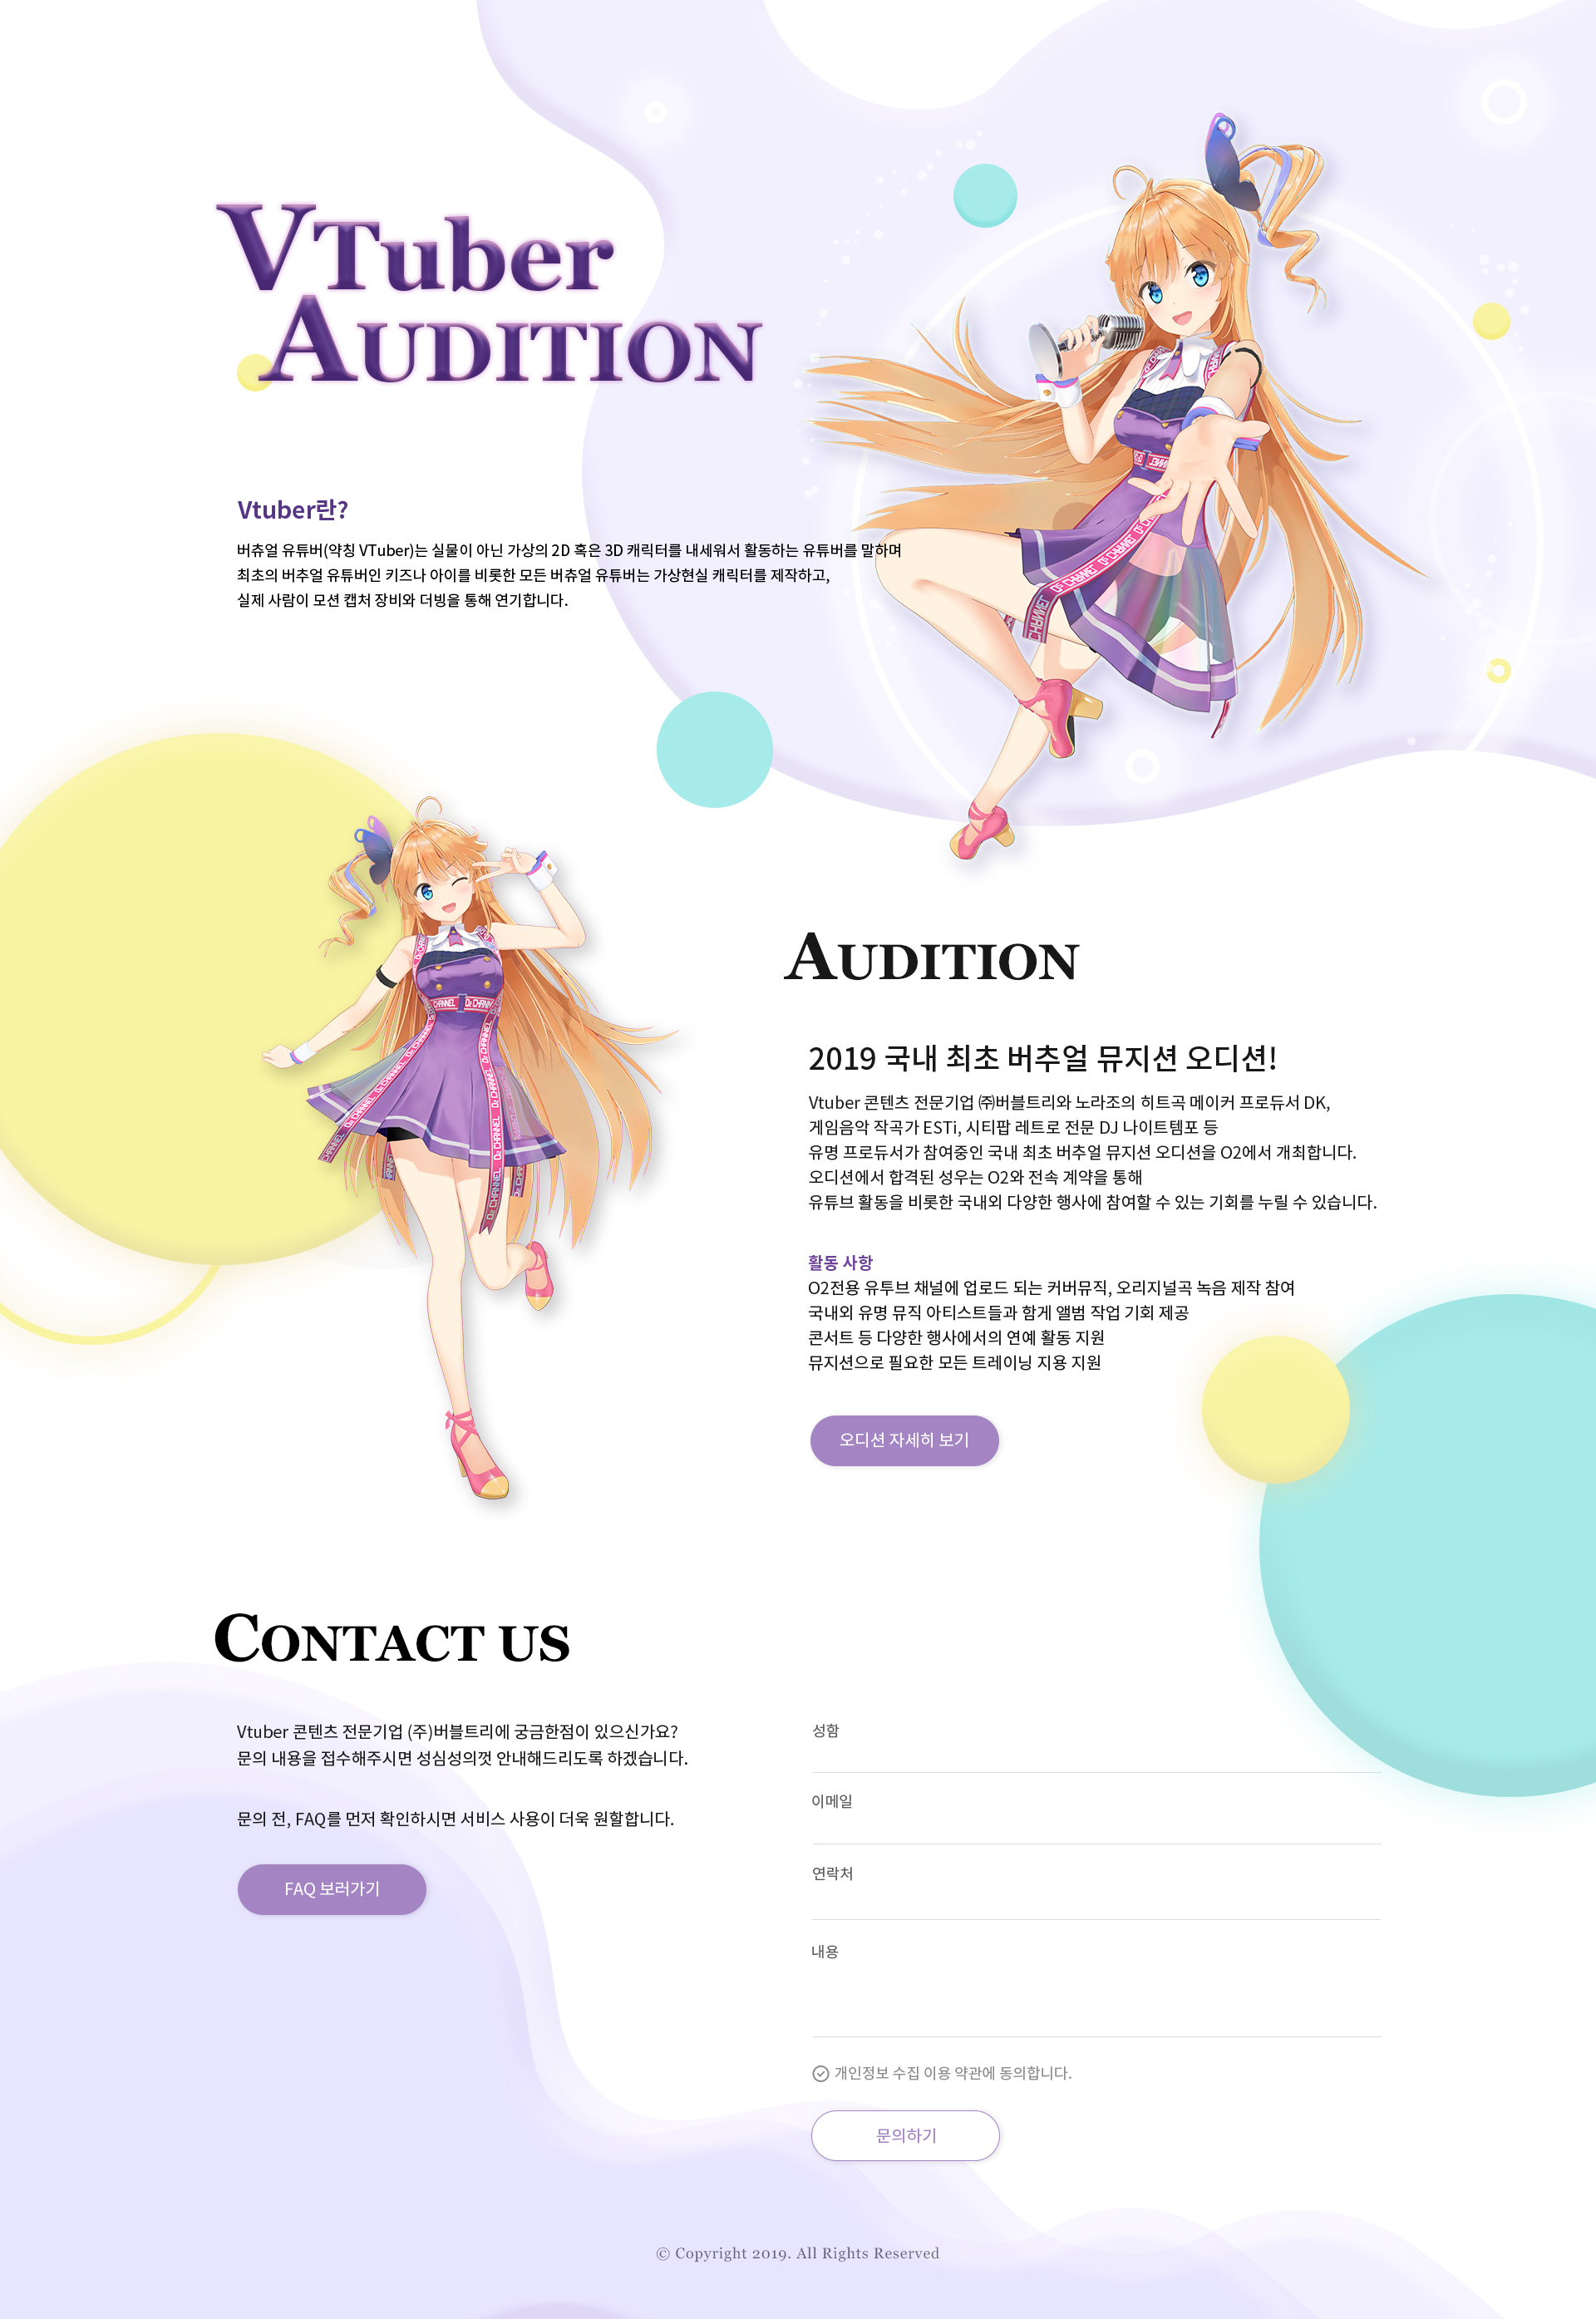 VTuber
AUDITION
Vtuber란?
버츄얼 유튜버(약칭 VTuber)는 실물이 아닌 가상의 2D 혹은 3D 캐릭터를 내세워서 활동하는 유튜버를 말하며
최초의 버추얼 유튜버인 키즈나 아이를 비롯한 모든 버츄얼 유튜버는 가상현실 캐릭터를 제작하고,
실제 사람이 모션 캡처 장비와 더빙을 통해 연기합니다.
AUDITION
2019 국내 최초 버추얼 뮤지션 오디션!
Vtuber 콘텐츠 전문기업 ㈜버블트리와 노라조의 히트곡 메이커 프로듀서 DK,
게임음악 작곡가 ESTi, 시티팝 레트로 전문 DJ 나이트템포 등
유명 프로듀서가 참여중인 국내 최초 버추얼 뮤지션 오디션을 O2에서 개최합니다.
오디션에서 합격된 성우는 O2와 전속 계약을 통해
유튜브 활동을 비롯한 국내외 다양한 행사에 참여할 수 있는 기회를 누릴 수 있습니다.
활동 사항
O2전용 유투브 채널에 업로드 되는 커버뮤직, 오리지널곡 녹음 제작 참여
국내외 유명 뮤직 아티스트들과 함게 앨범 작업 기회 제공
콘서트 등 다양한 행사에서의 연예 활동 지원
뮤지션으로 필요한 모든 트레이닝 지용 지원
오디션 자세히 보기
CONTACT US
Vtuber 콘텐츠 전문기업 (주)버블트리에 궁금한점이 있으신가요?
문의 내용을 접수해주시면 성심성의껏 안내해드리도록 하겠습니다.
문의 전, FAQ를 먼저 확인하시면 서비스 사용이 더욱 원할합니다.
FAQ 보러가기
성함
이메일
연락처
내용
개인정보 수집 이용 약관에 동의합니다.
문의하기
© Copyright 2019. All Rights Reserved